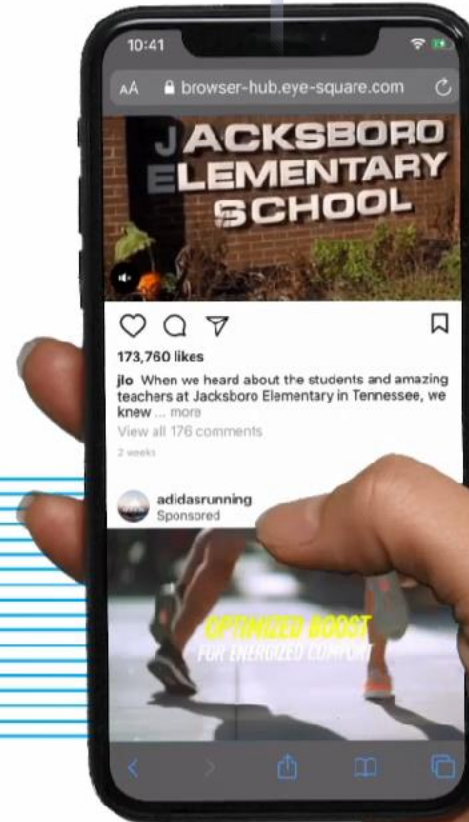 10:41
AA browser-hub.eye-square.com
JACKSBORO
ELEMENTARY
SCHOOL
173,760 likes
jlo When we heard about the students and amazing
teachers at Jacksboro Elementary in Tennessee, we
knew ... more
View all 176 comments
2 weeks
adidasrunning
Sponsored
OPTIMIZED BOOST
FOR ENERGIZED COMFORT